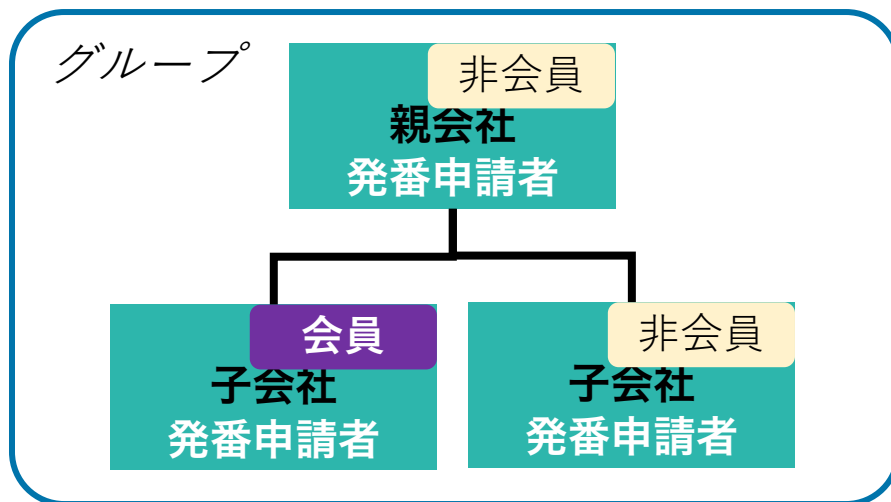 グループ
非会員
親会社
発番申請者
会員
子会社
発番申請者
非会員
子会社
発番申請者